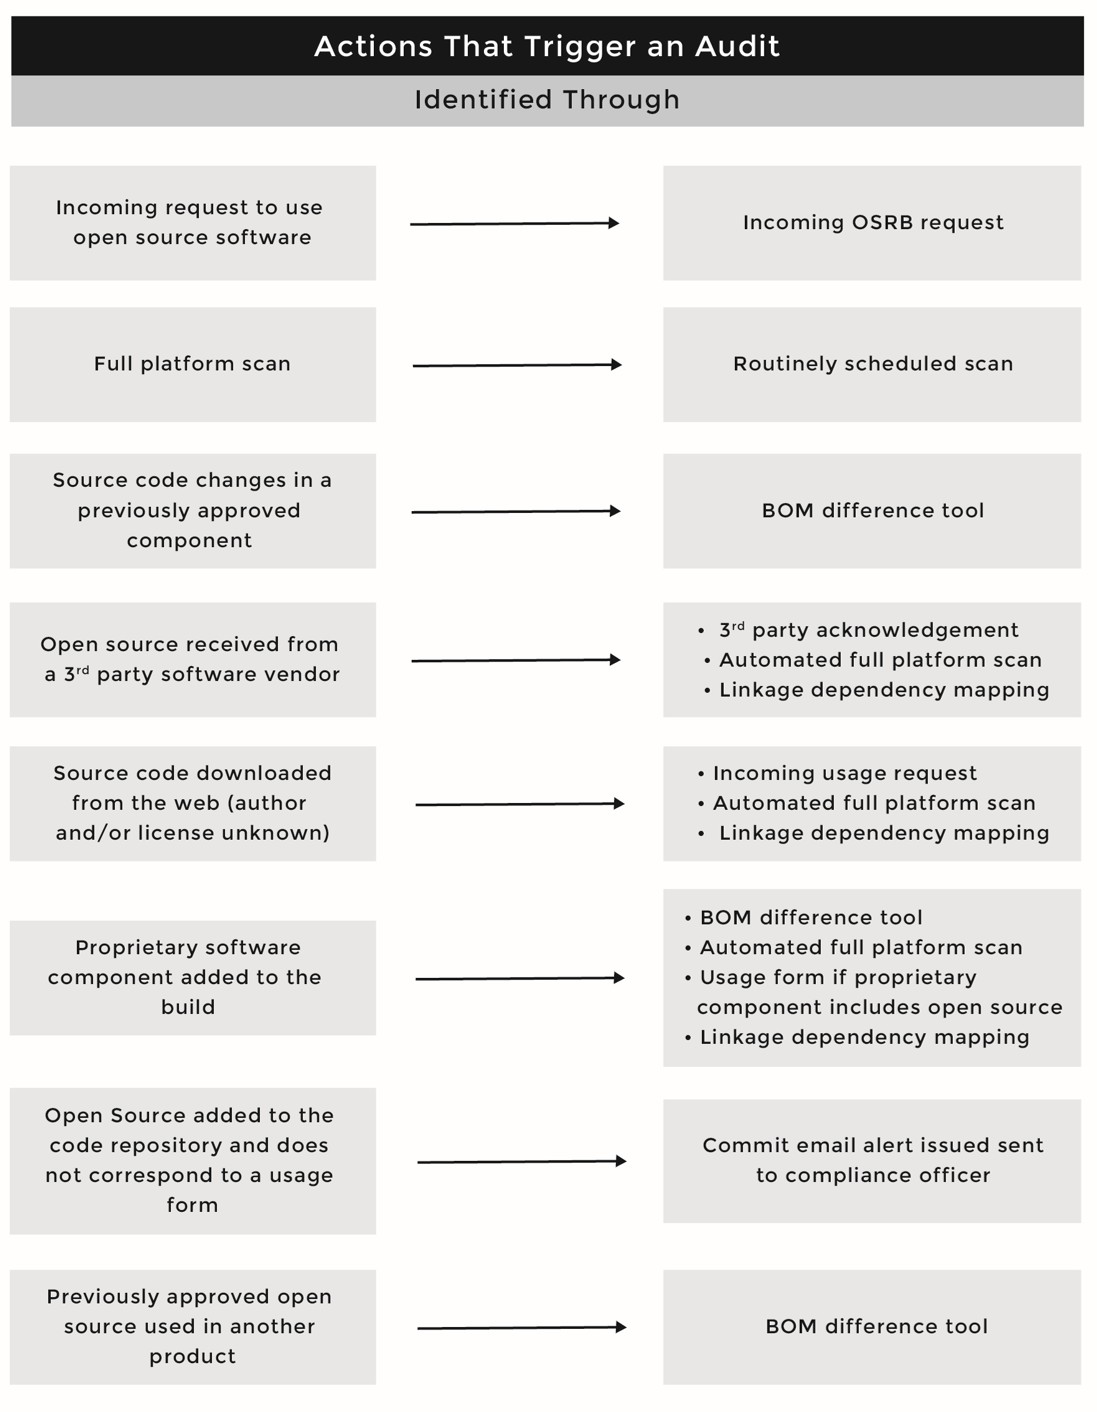 Actions That Trigger an Audit
Identified Through
Incoming request to use
open source software
Incoming OSRB request
Full platform scan
Routinely scheduled scan
Source code changes in a
previously approved
component
BOM difference tool
Open source received from
a 3rd party software vendor
• 3rd party acknowledgement
• Automated full platform scan
• Linkage dependency mapping
Source code downloaded
from the web (author
and/or license unknown)
• Incoming usage request
• Automated full platform scan
• Linkage dependency mapping
Proprietary software
component added to the
build
• BOM difference tool
• Automated full platform scan
• Usage form if proprietary
component includes open source
• Linkage dependency mapping
Open Source added to the
code repository and does
not correspond to a usage
form
Commit email alert issued sent
to compliance officer
Previously approved open
source used in another
product
BOM difference tool